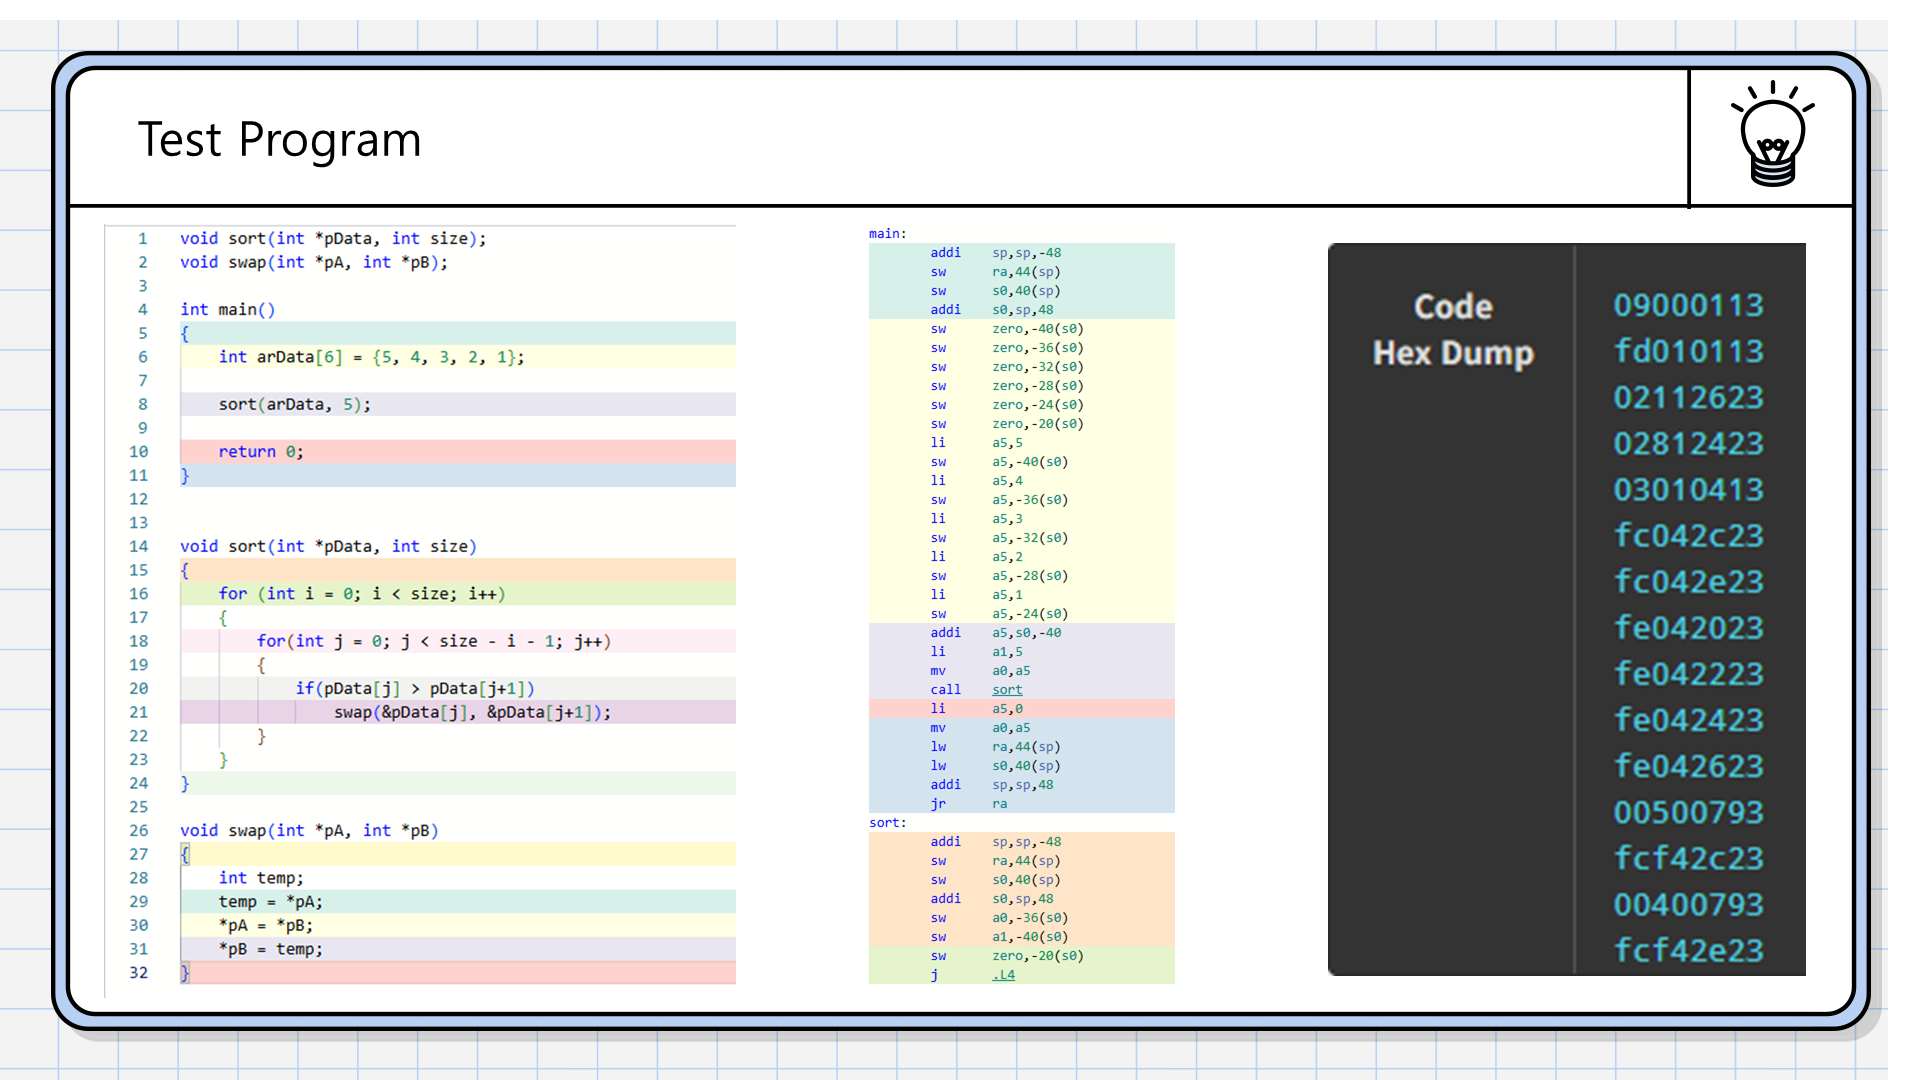 Test Program
1 void sort(int *pData, int size);
2 void swap(int *pA, int *pB);
3
4 int main()
5 {
6     int arData[6] = {5, 4, 3, 2, 1};
7
8     sort(arData, 5);
9
10     return 0;
11 }
12
13
14 void sort(int *pData, int size)
15 {
16     for (int i = 0; i < size; i++)
17     {
18         for(int j = 0; j < size - i - 1; j++)
19         {
20             if(pData[j] > pData[j+1])
21                 swap(&pData[j], &pData[j+1]);
22         }
23     }
24 }
25
26 void swap(int *pA, int *pB)
27 {
28     int temp;
29     temp = *pA;
30     *pA = *pB;
31     *pB = temp;
32 }
main:
addi sp,sp,-48
sw ra,44(sp)
sw s0,40(sp)
addi s0,sp,48
sw zero,-40(s0)
sw zero,-36(s0)
sw zero,-32(s0)
sw zero,-28(s0)
sw zero,-24(s0)
sw zero,-20(s0)
li a5,5
sw a5,-40(s0)
li a5,4
sw a5,-36(s0)
li a5,3
sw a5,-32(s0)
li a5,2
sw a5,-28(s0)
li a5,1
sw a5,-24(s0)
addi a5,s0,-40
li a1,5
mv a0,a5
call sort
li a5,0
mv a0,a5
lw ra,44(sp)
lw s0,40(sp)
addi sp,sp,48
jr ra
sort:
addi sp,sp,-48
sw ra,44(sp)
sw s0,40(sp)
addi s0,sp,48
sw a0,-36(s0)
sw a1,-40(s0)
sw zero,-20(s0)
j .L4
Code
Hex Dump
09000113
fd010113
02112623
02812423
03010413
fc042c23
fc042e23
fe042023
fe042223
fe042423
fe042623
00500793
fcf42c23
00400793
fcf42e23